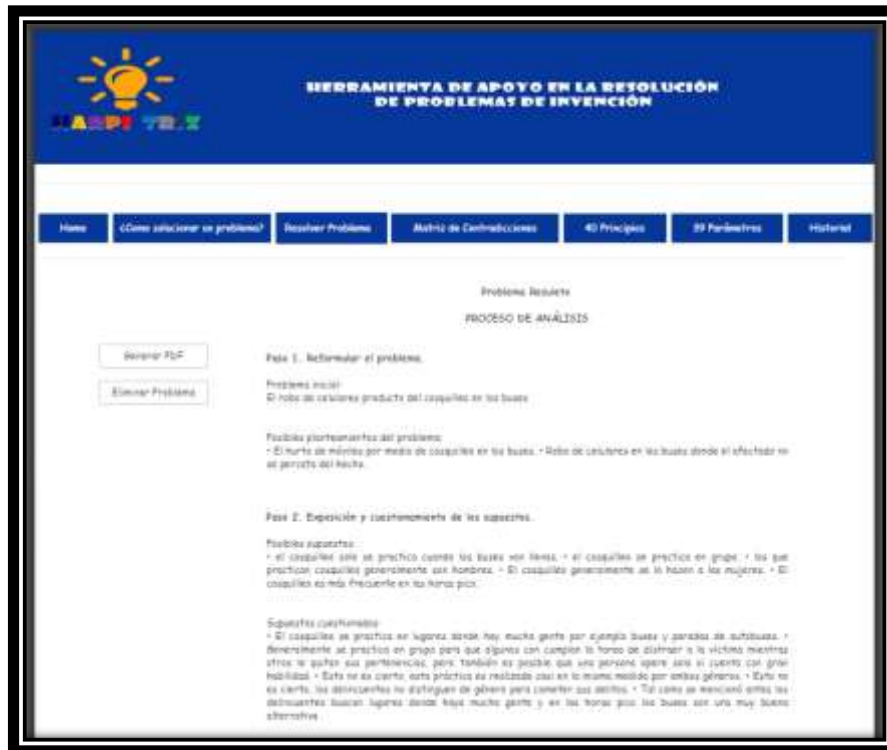 HERRAMIENTA DE APOYO EN LA RESOLUCIÓN
DE PROBLEMAS DE INVENCIÓN
HARPI TRIZ
Home
¿Como solucionar un problema?
Resolver Problema
Matriz de Contradicciones
40 Principios
39 Parámetros
Historial
Problema Resuleto
PROCESO DE ANÁLISIS
Generar PDF
Eliminar Problema
Paso 1. Reformular el problema.
Problema inicial:
El robo de celulares producto del cosquilleo en los buses
Posibles planteamientos del problema:
• El hurto de móviles por medio de cosquilleo en los buses. • Robo de celulares en los buses donde el afectado no
se percata del hecho.
Paso 2. Exposición y cuestionamiento de los supuestos.
Posibles supuestos:
• el cosquilleo solo se practica cuando los buses van llenos. • el cosquilleo se practica en grupo. • los que
practican cosquilleo generalmente son hombres. • El cosquilleo generalmente se lo hacen a las mujeres. • El
cosquilleo es más frecuente en las horas pico.
Supuestos cuestionados:
• El cosquilleo se practica en lugares donde hay mucha gente por ejemplo buses y paradas de autobuses. •
Generalmente se practica en grupo para que algunos con cumplan la tarea de distraer a la víctima mientras
otros le quitan sus pertenencias, pero también es posible que una persona opere sola si cuenta con gran
habilidad. • Esto no es cierto, esta práctica es realizada casi en la misma medida por ambos géneros. • Esto no
es cierto, los delincuentes no distinguen de género para cometer sus delitos. • Tal como se mencionó antes los
delincuentes buscan lugares donde haya mucha gente y en las horas pico los buses son una muy buena
alternativa